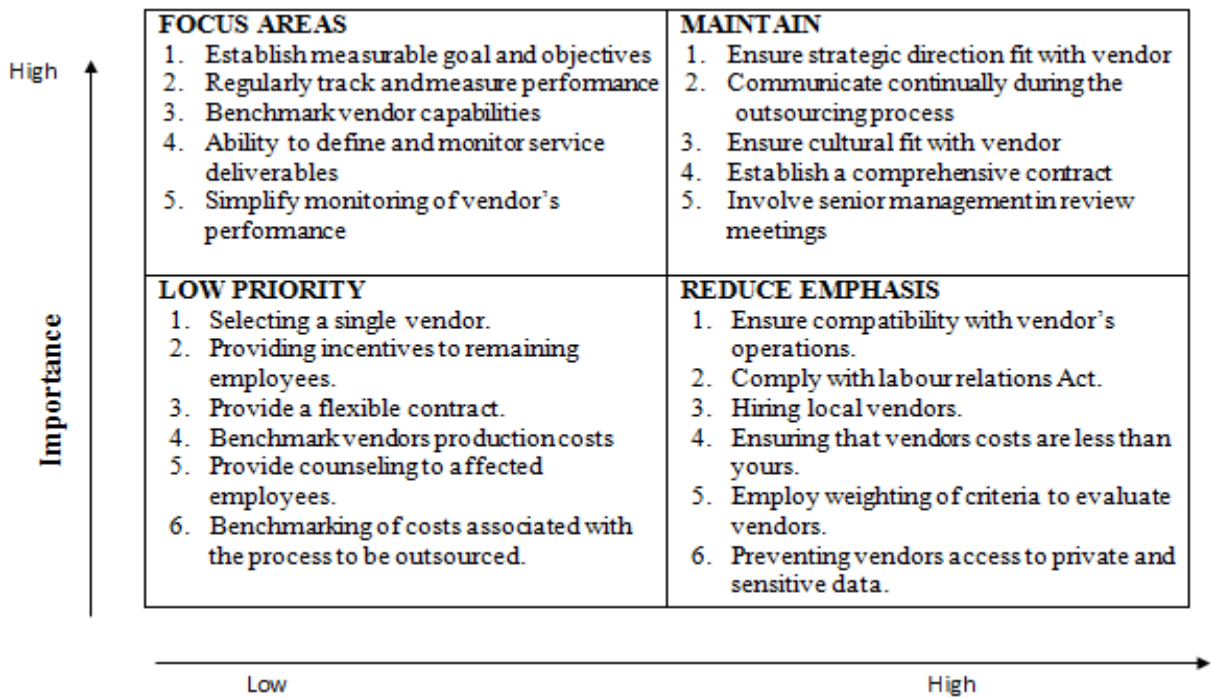 High
Importance
FOCUS AREAS
1. Establish measurable goal and objectives
2. Regularly track and measure performance
3. Benchmark vendor capabilities
4. Ability to define and monitor service
deliverables
5. Simplify monitoring of vendor's
performance
MAINTAIN
1. Ensure strategic direction fit with vendor
2. Communicate continually during the
outsourcing process
3. Ensure cultural fit with vendor
4. Establish a comprehensive contract
5. Involve senior management in review
meetings
LOW PRIORITY
1. Selecting a single vendor.
2. Providing incentives to remaining
employees.
3. Provide a flexible contract.
4. Benchmark vendors production costs
5. Provide counseling to affected
employees.
6. Benchmarking of costs associated with
the process to be outsourced.
REDUCE EMPHASIS
1. Ensure compatibility with vendor's
operations.
2. Comply with labour relations Act.
3. Hiring local vendors.
4. Ensuring that vendors costs are less than
yours.
5. Employ weighting of criteria to evaluate
vendors.
6. Preventing vendors access to private and
sensitive data.
Low
High